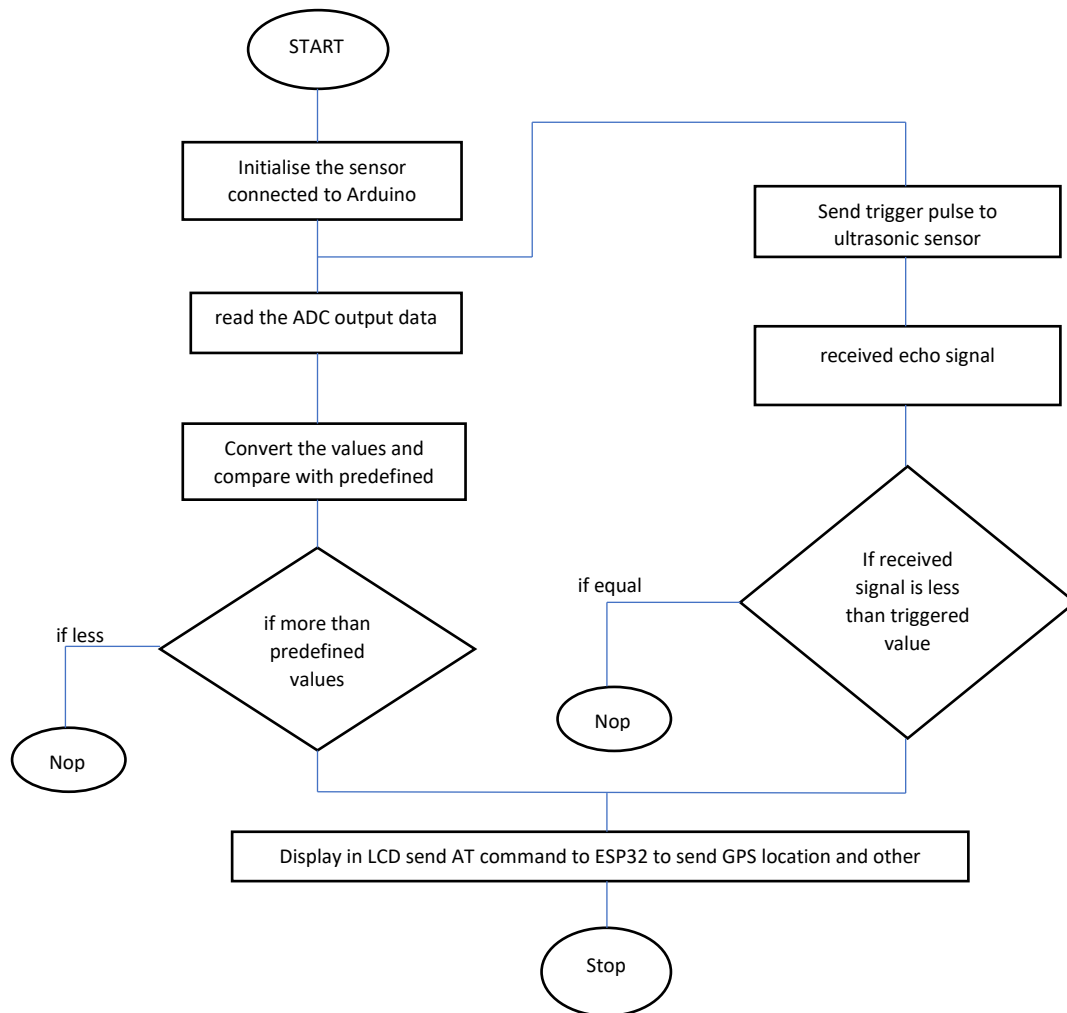 START
Initialise the sensor
connected to Arduino
read the ADC output data
Convert the values and
compare with predefined
if more than
predefined
values
if less
Nop
Send trigger pulse to
ultrasonic sensor
received echo signal
If received
signal is less
than triggered
value
if equal
Nop
Display in LCD send AT command to ESP32 to send GPS location and other
Stop